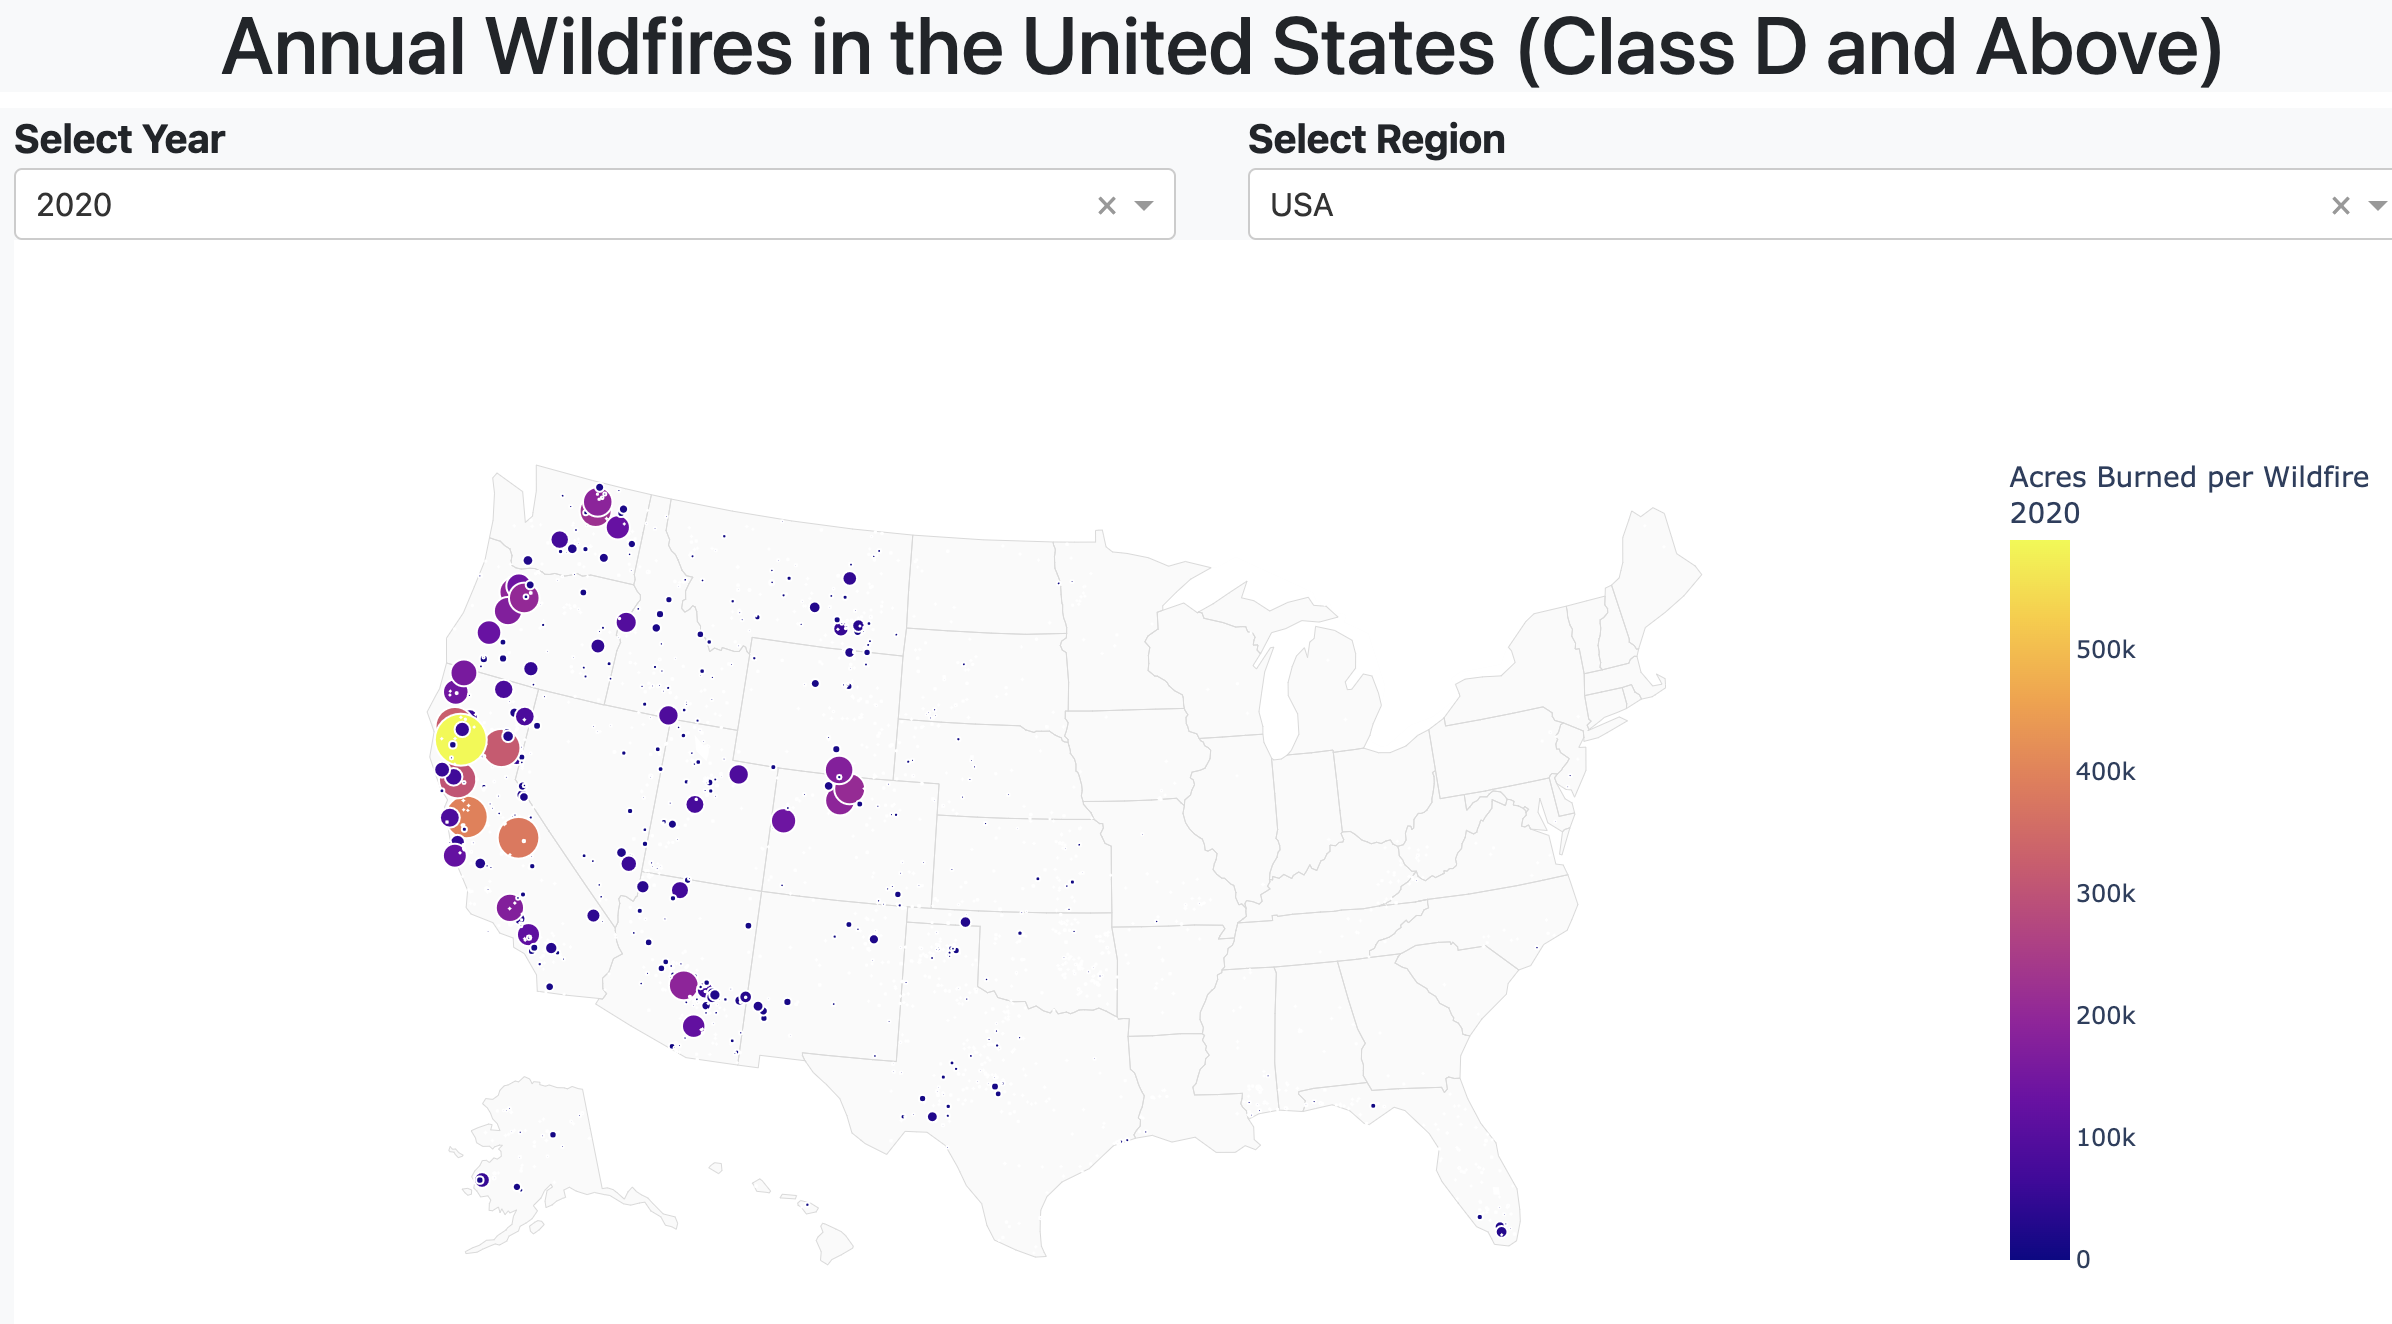 Annual Wildfires in the United States (Class D and Above)
Select Year
Select Region
2020
USA
Acres Burned per Wildfire
2020
500k
400k
300k
200k
100k
0